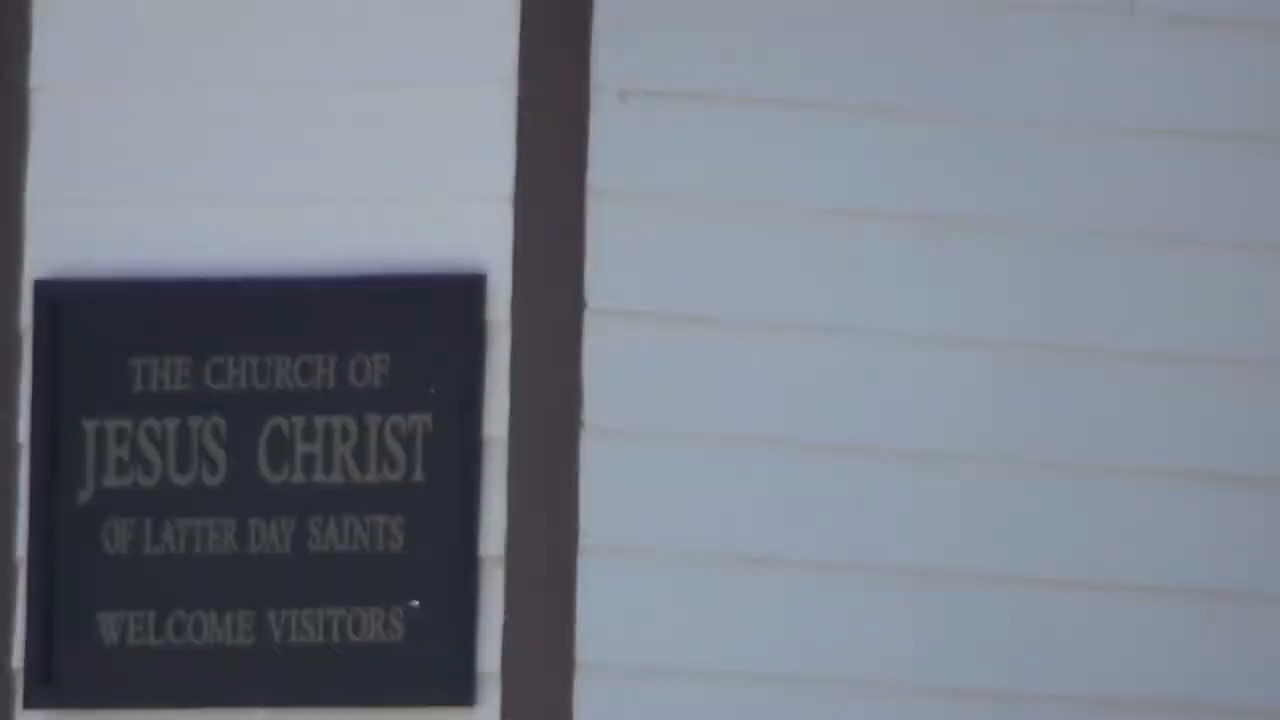 THE CHURCH OF
JESUS CHRIST
OF LATTER DAY SAINTS
WELCOME VISITORS